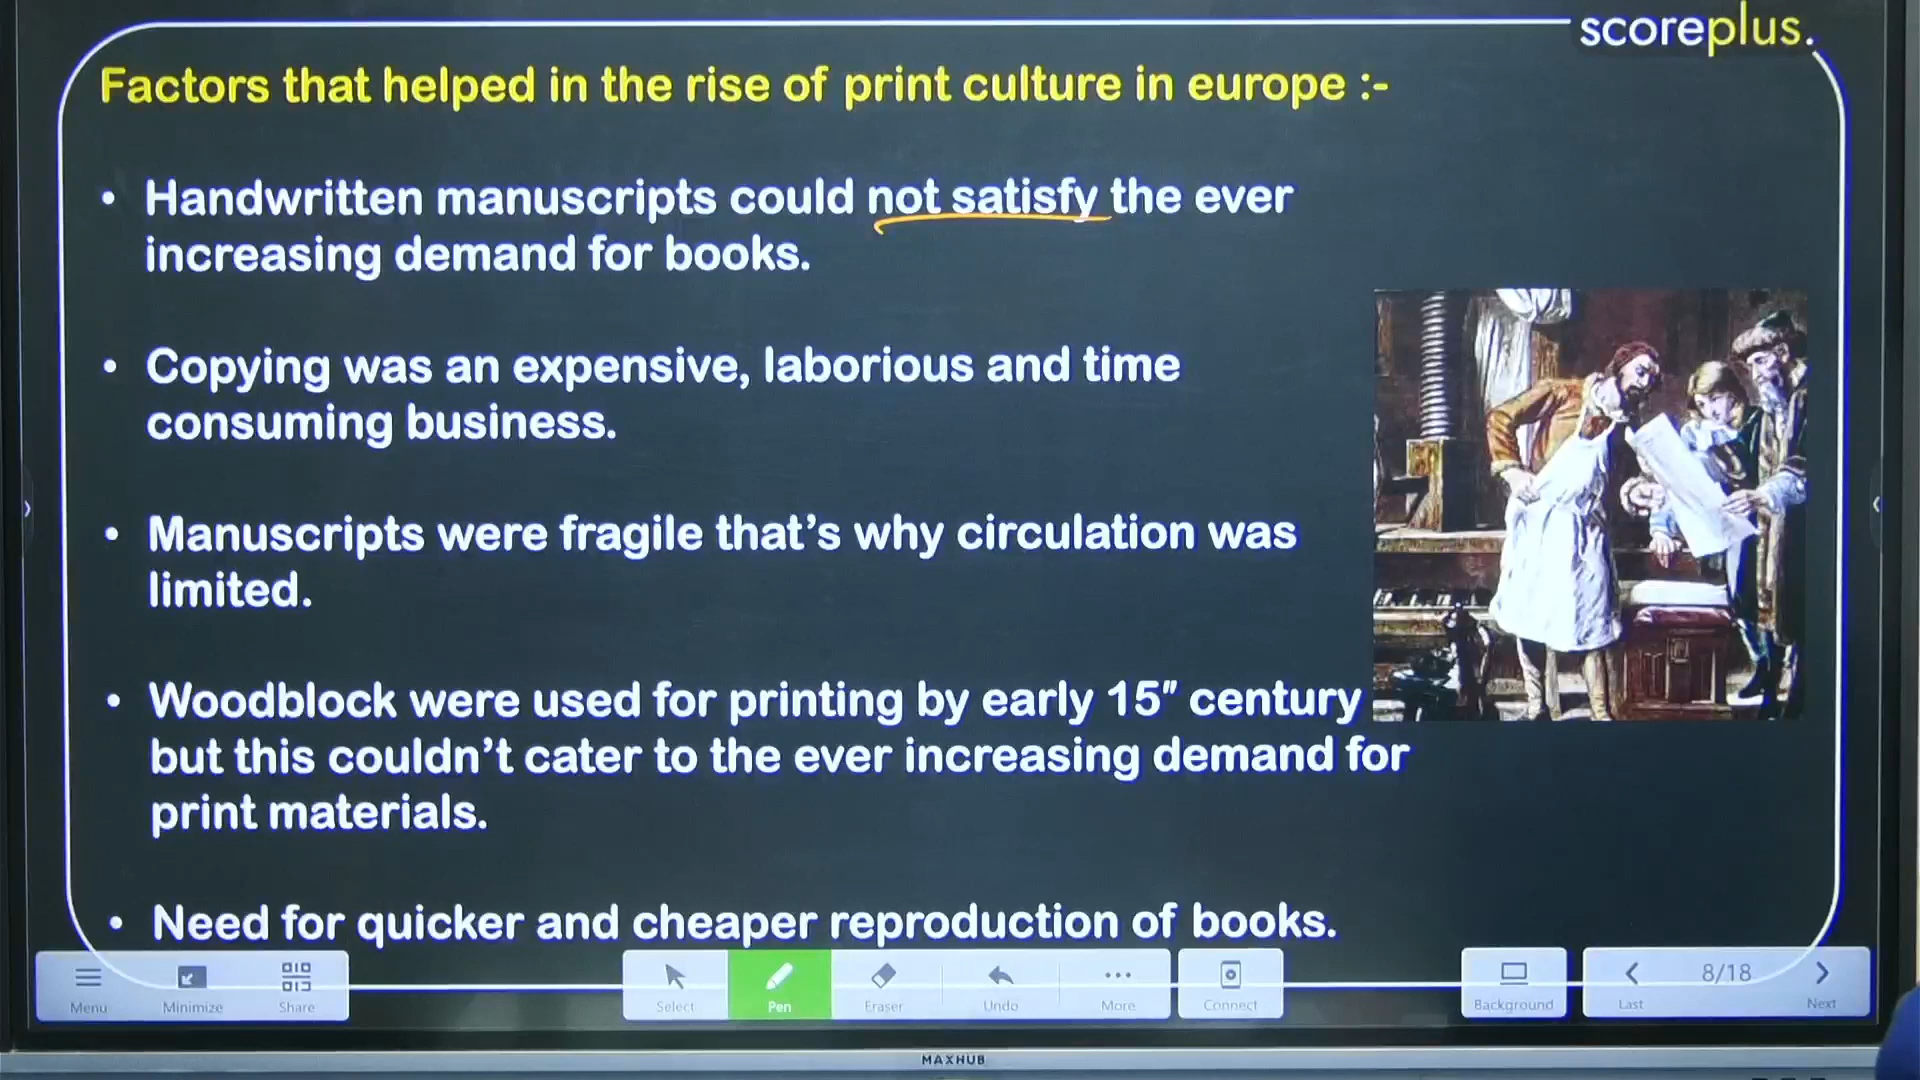 scoreplus.
Factors that helped in the rise of print culture in europe :-
• Handwritten manuscripts could not satisfy the ever
increasing demand for books.
• Copying was an expensive, laborious and time
consuming business.
• Manuscripts were fragile that's why circulation was
limited.
• Woodblock were used for printing by early 15″ century
but this couldn't cater to the ever increasing demand for
print materials.
• Need for quicker and cheaper reproduction of books.
Menu
Minimize
Share
Select
Pen
Eraser
Undo
More
Connect
Background
Last
8/18
Next
MAXHUB